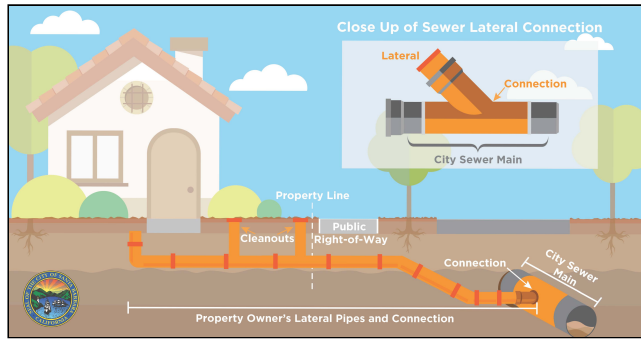 Close Up of Sewer Lateral Connection
Lateral
Connection
City Sewer Main
Property Line
Cleanouts
Public
Right-of-Way
Connection
City Sewer
Main
Property Owner's Lateral Pipes and Connection